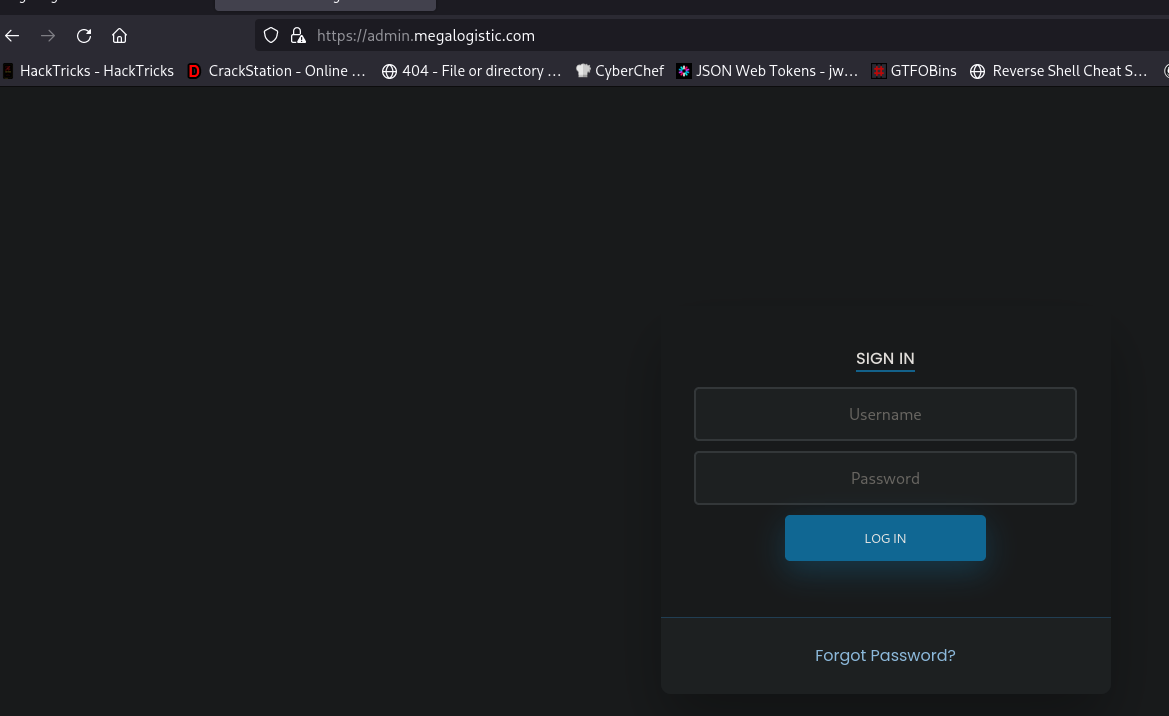 https://admin.megalogistic.com
HackTricks - HackTricks CrackStation - Online … 404 - File or directory … CyberChef JSON Web Tokens - jw… GTFOBins Reverse Shell Cheat S…
SIGN IN
Username
Password
LOG IN
Forgot Password?